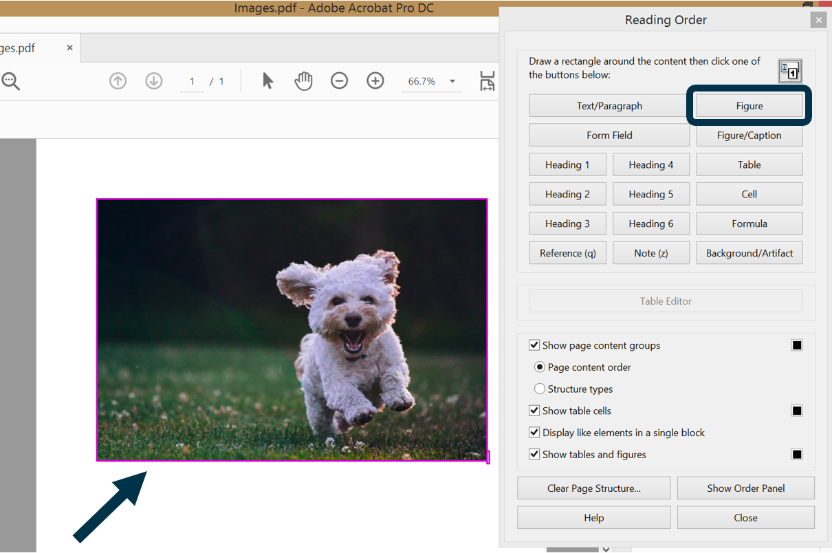 Images.pdf - Adobe Acrobat Pro DC
ges.pdf ×
1 / 1
66.7%
Reading Order
Draw a rectangle around the content then click one of
the buttons below:
Text/Paragraph Figure
Form Field Figure/Caption
Heading 1 Heading 4 Table
Heading 2 Heading 5 Cell
Heading 3 Heading 6 Formula
Reference (q) Note (z) Background/Artifact
Table Editor
Show page content groups
Page content order
Structure types
Show table cells
Display like elements in a single block
Show tables and figures
Clear Page Structure... Show Order Panel
Help Close